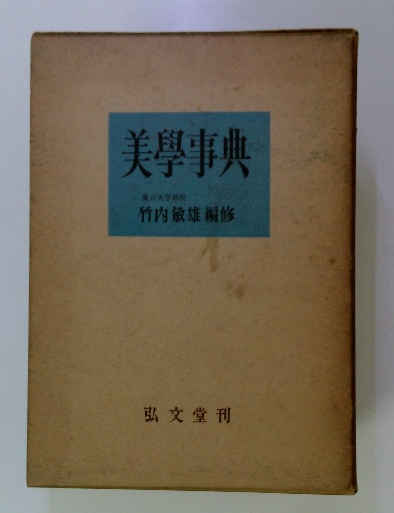 美學事典
東京大学教授
竹内敏雄編修
弘文堂刊